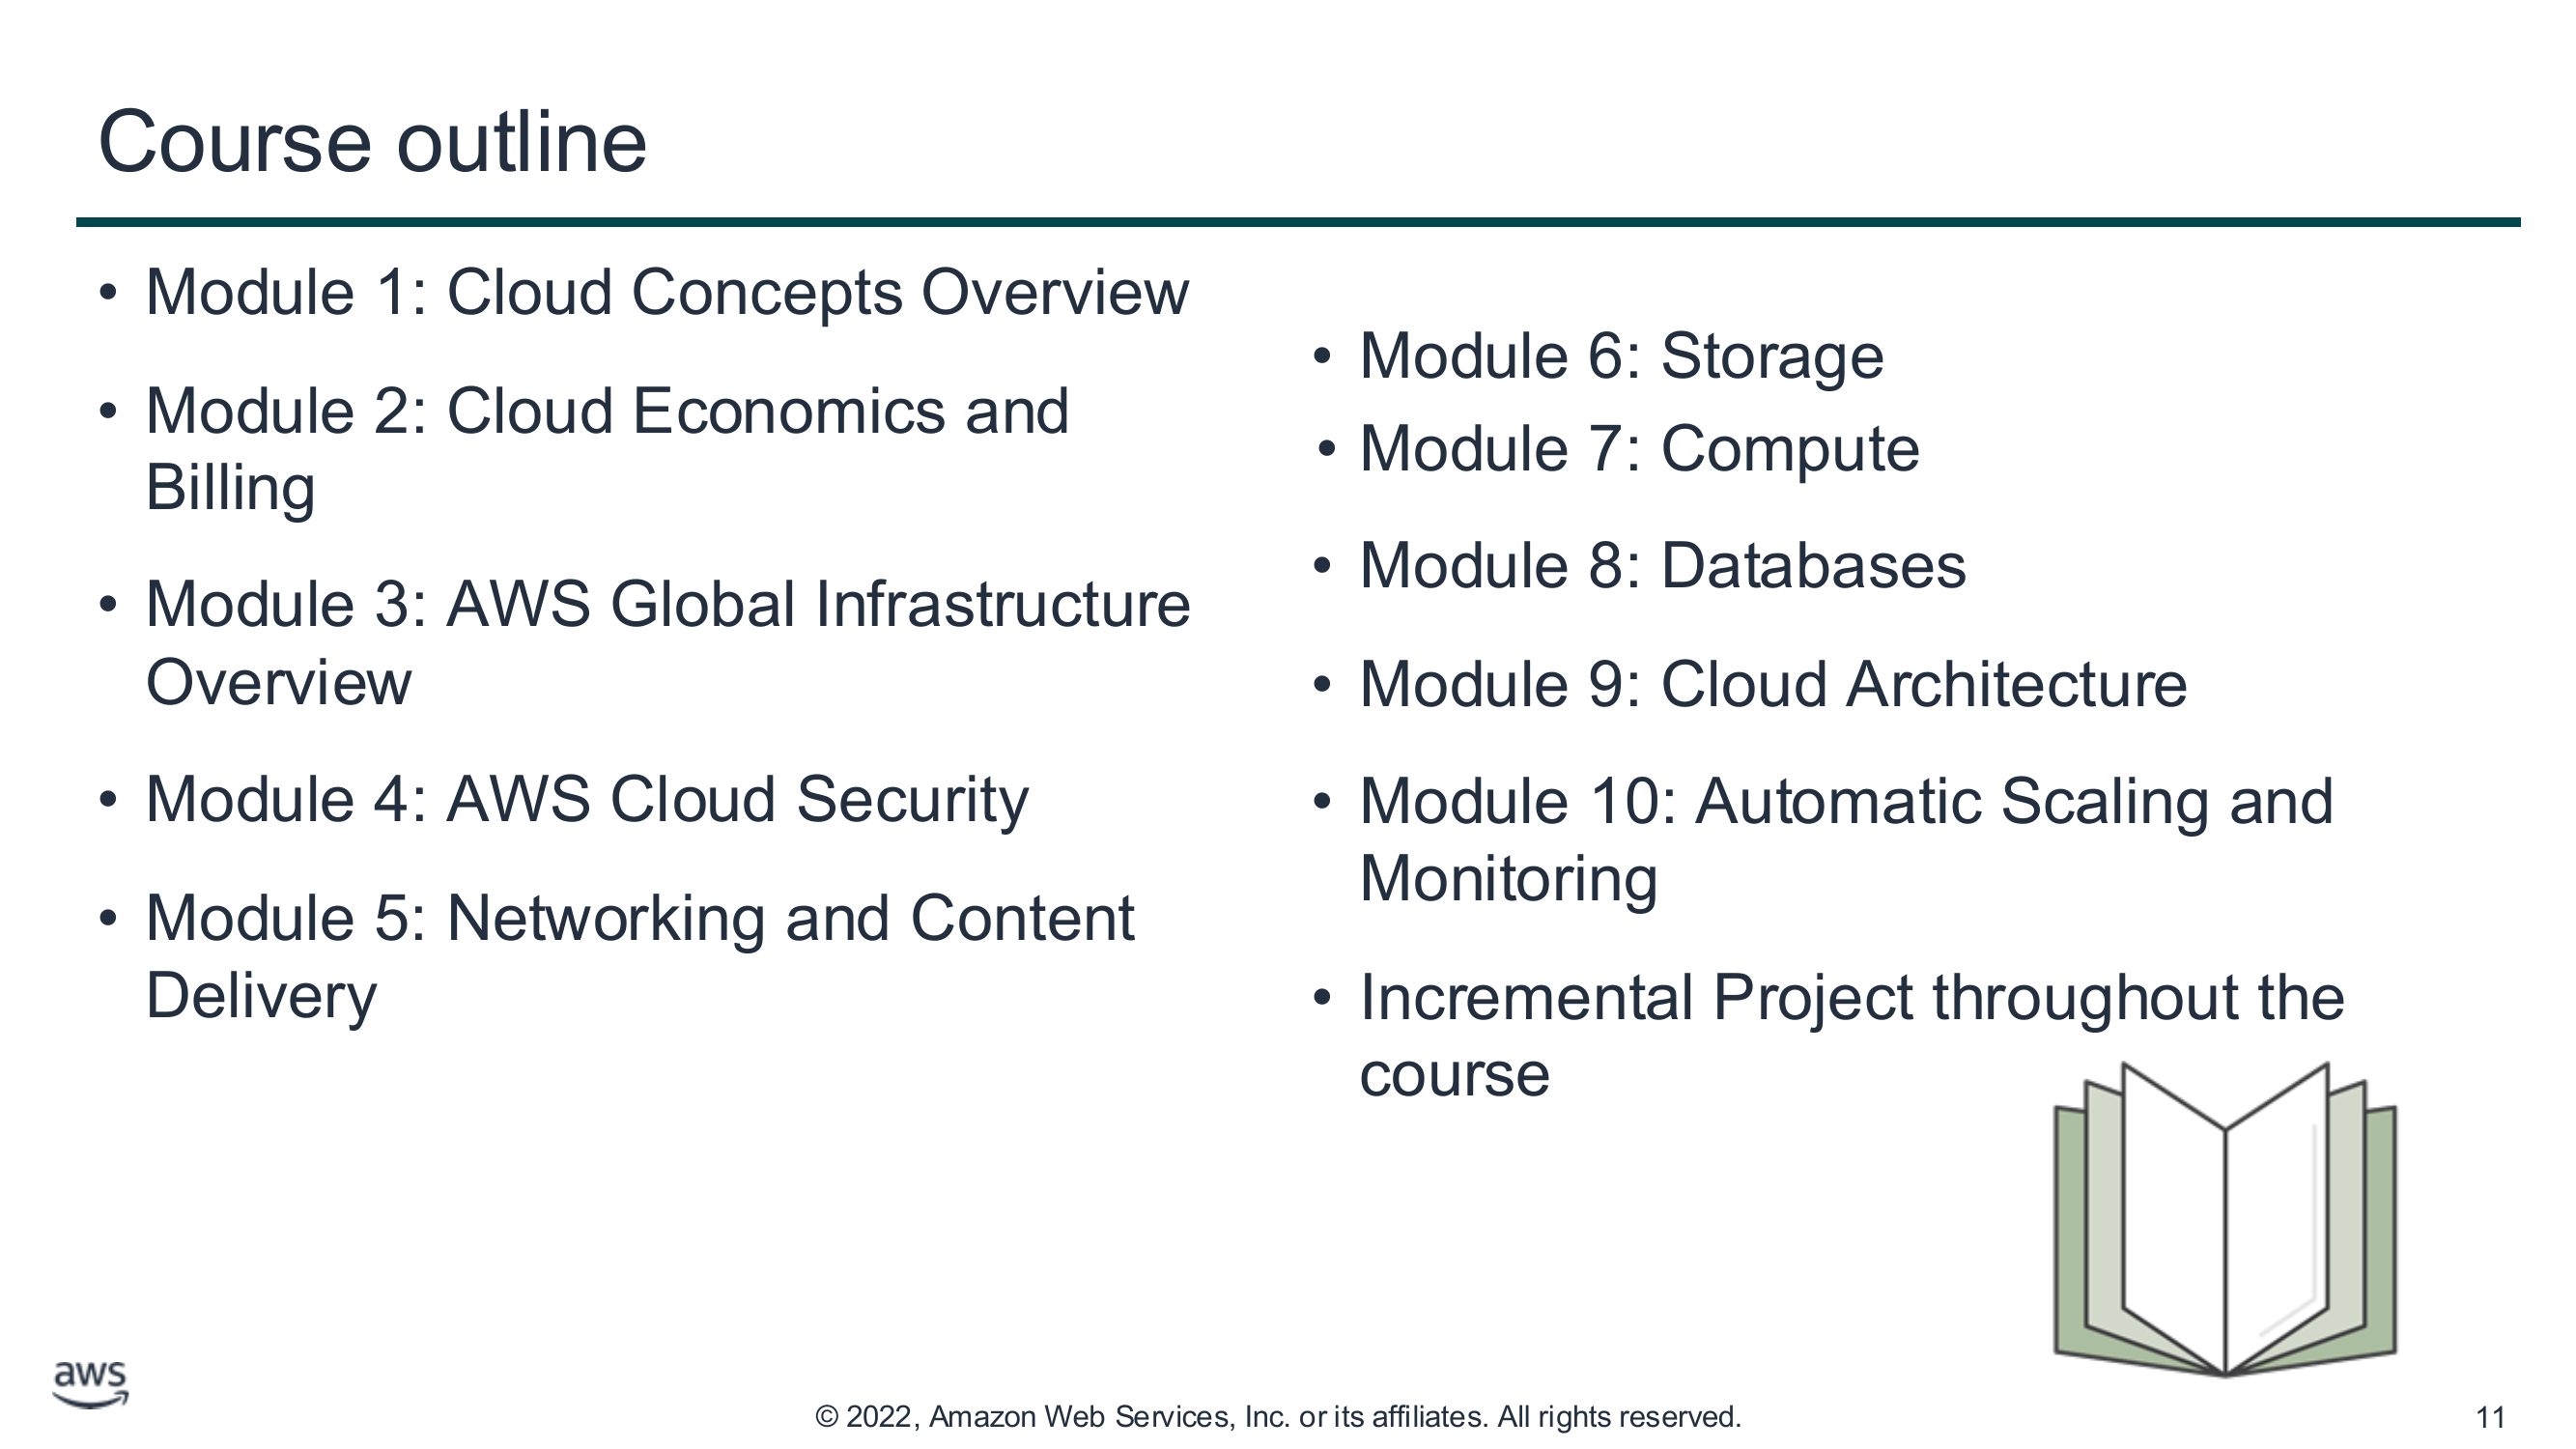 Course outline
• Module 1: Cloud Concepts Overview
• Module 2: Cloud Economics and
Billing
• Module 3: AWS Global Infrastructure
Overview
• Module 4: AWS Cloud Security
• Module 5: Networking and Content
Delivery
• Module 6: Storage
• Module 7: Compute
• Module 8: Databases
• Module 9: Cloud Architecture
• Module 10: Automatic Scaling and
Monitoring
• Incremental Project throughout the
course
aws
© 2022, Amazon Web Services, Inc. or its affiliates. All rights reserved.
11